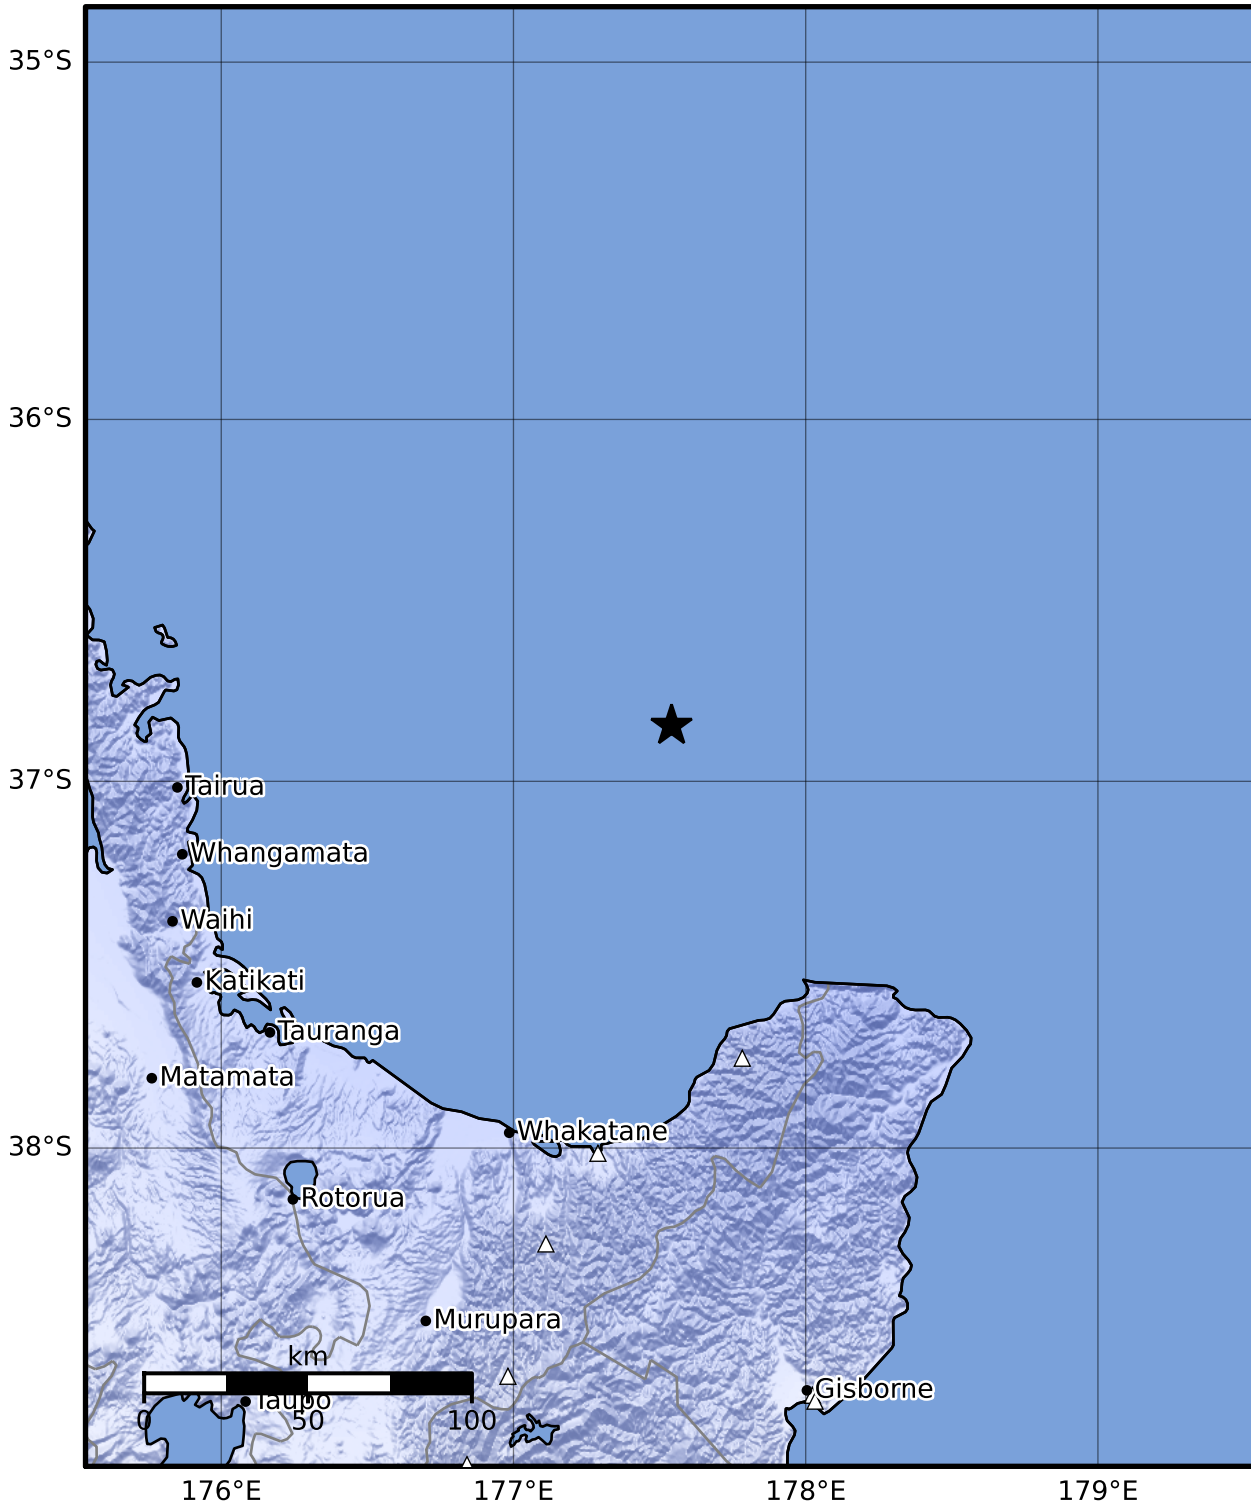 35°S
36°S
37°S
Tairua
Whangamata
Waihi
Katikati
Tauranga
Matamata
Whakatane
38°S
Rotorua
Murupara
km
Gisborne
Taupo
0
50
100
176°E
177°E
178°E
179°E